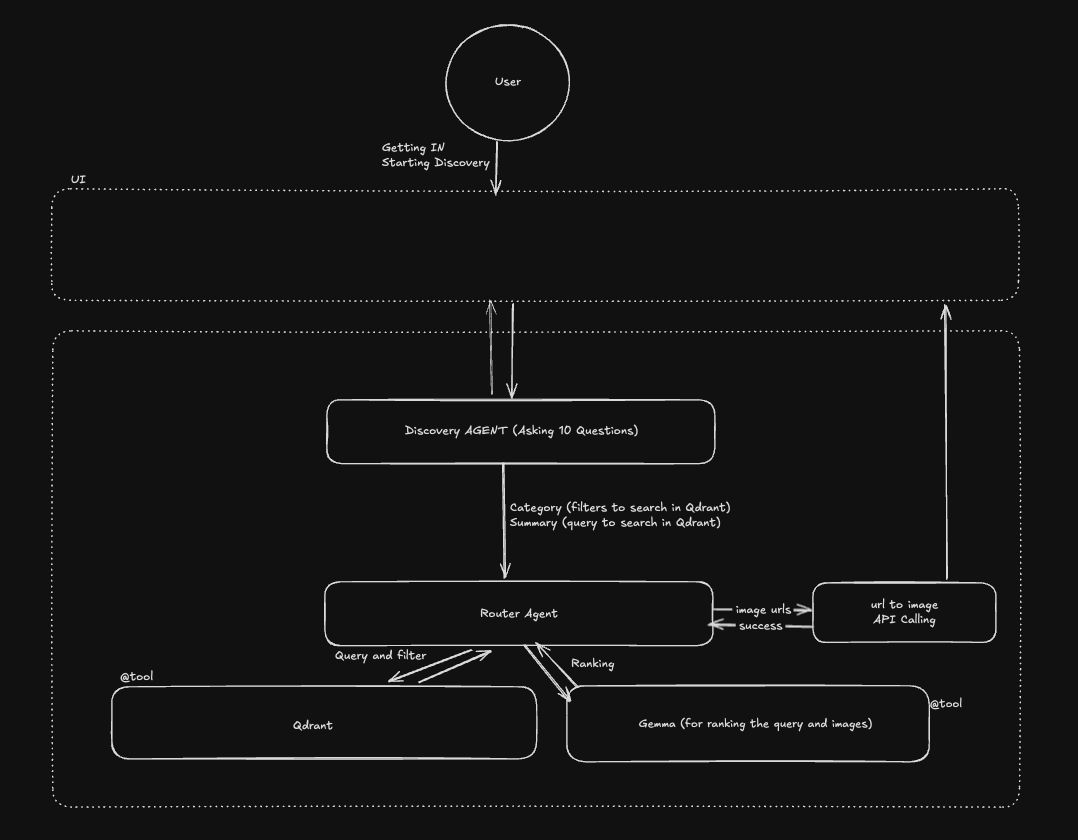 User
Getting IN
Starting Discovery
UI
Discovery AGENT (Asking 10 Questions)
Category (filters to search in Qdrant)
Summary (query to search in Qdrant)
Router Agent
image urls
success
url to image
API Calling
Query and filter
Ranking
@tool
Qdrant
Gemma (for ranking the query and images)
@tool